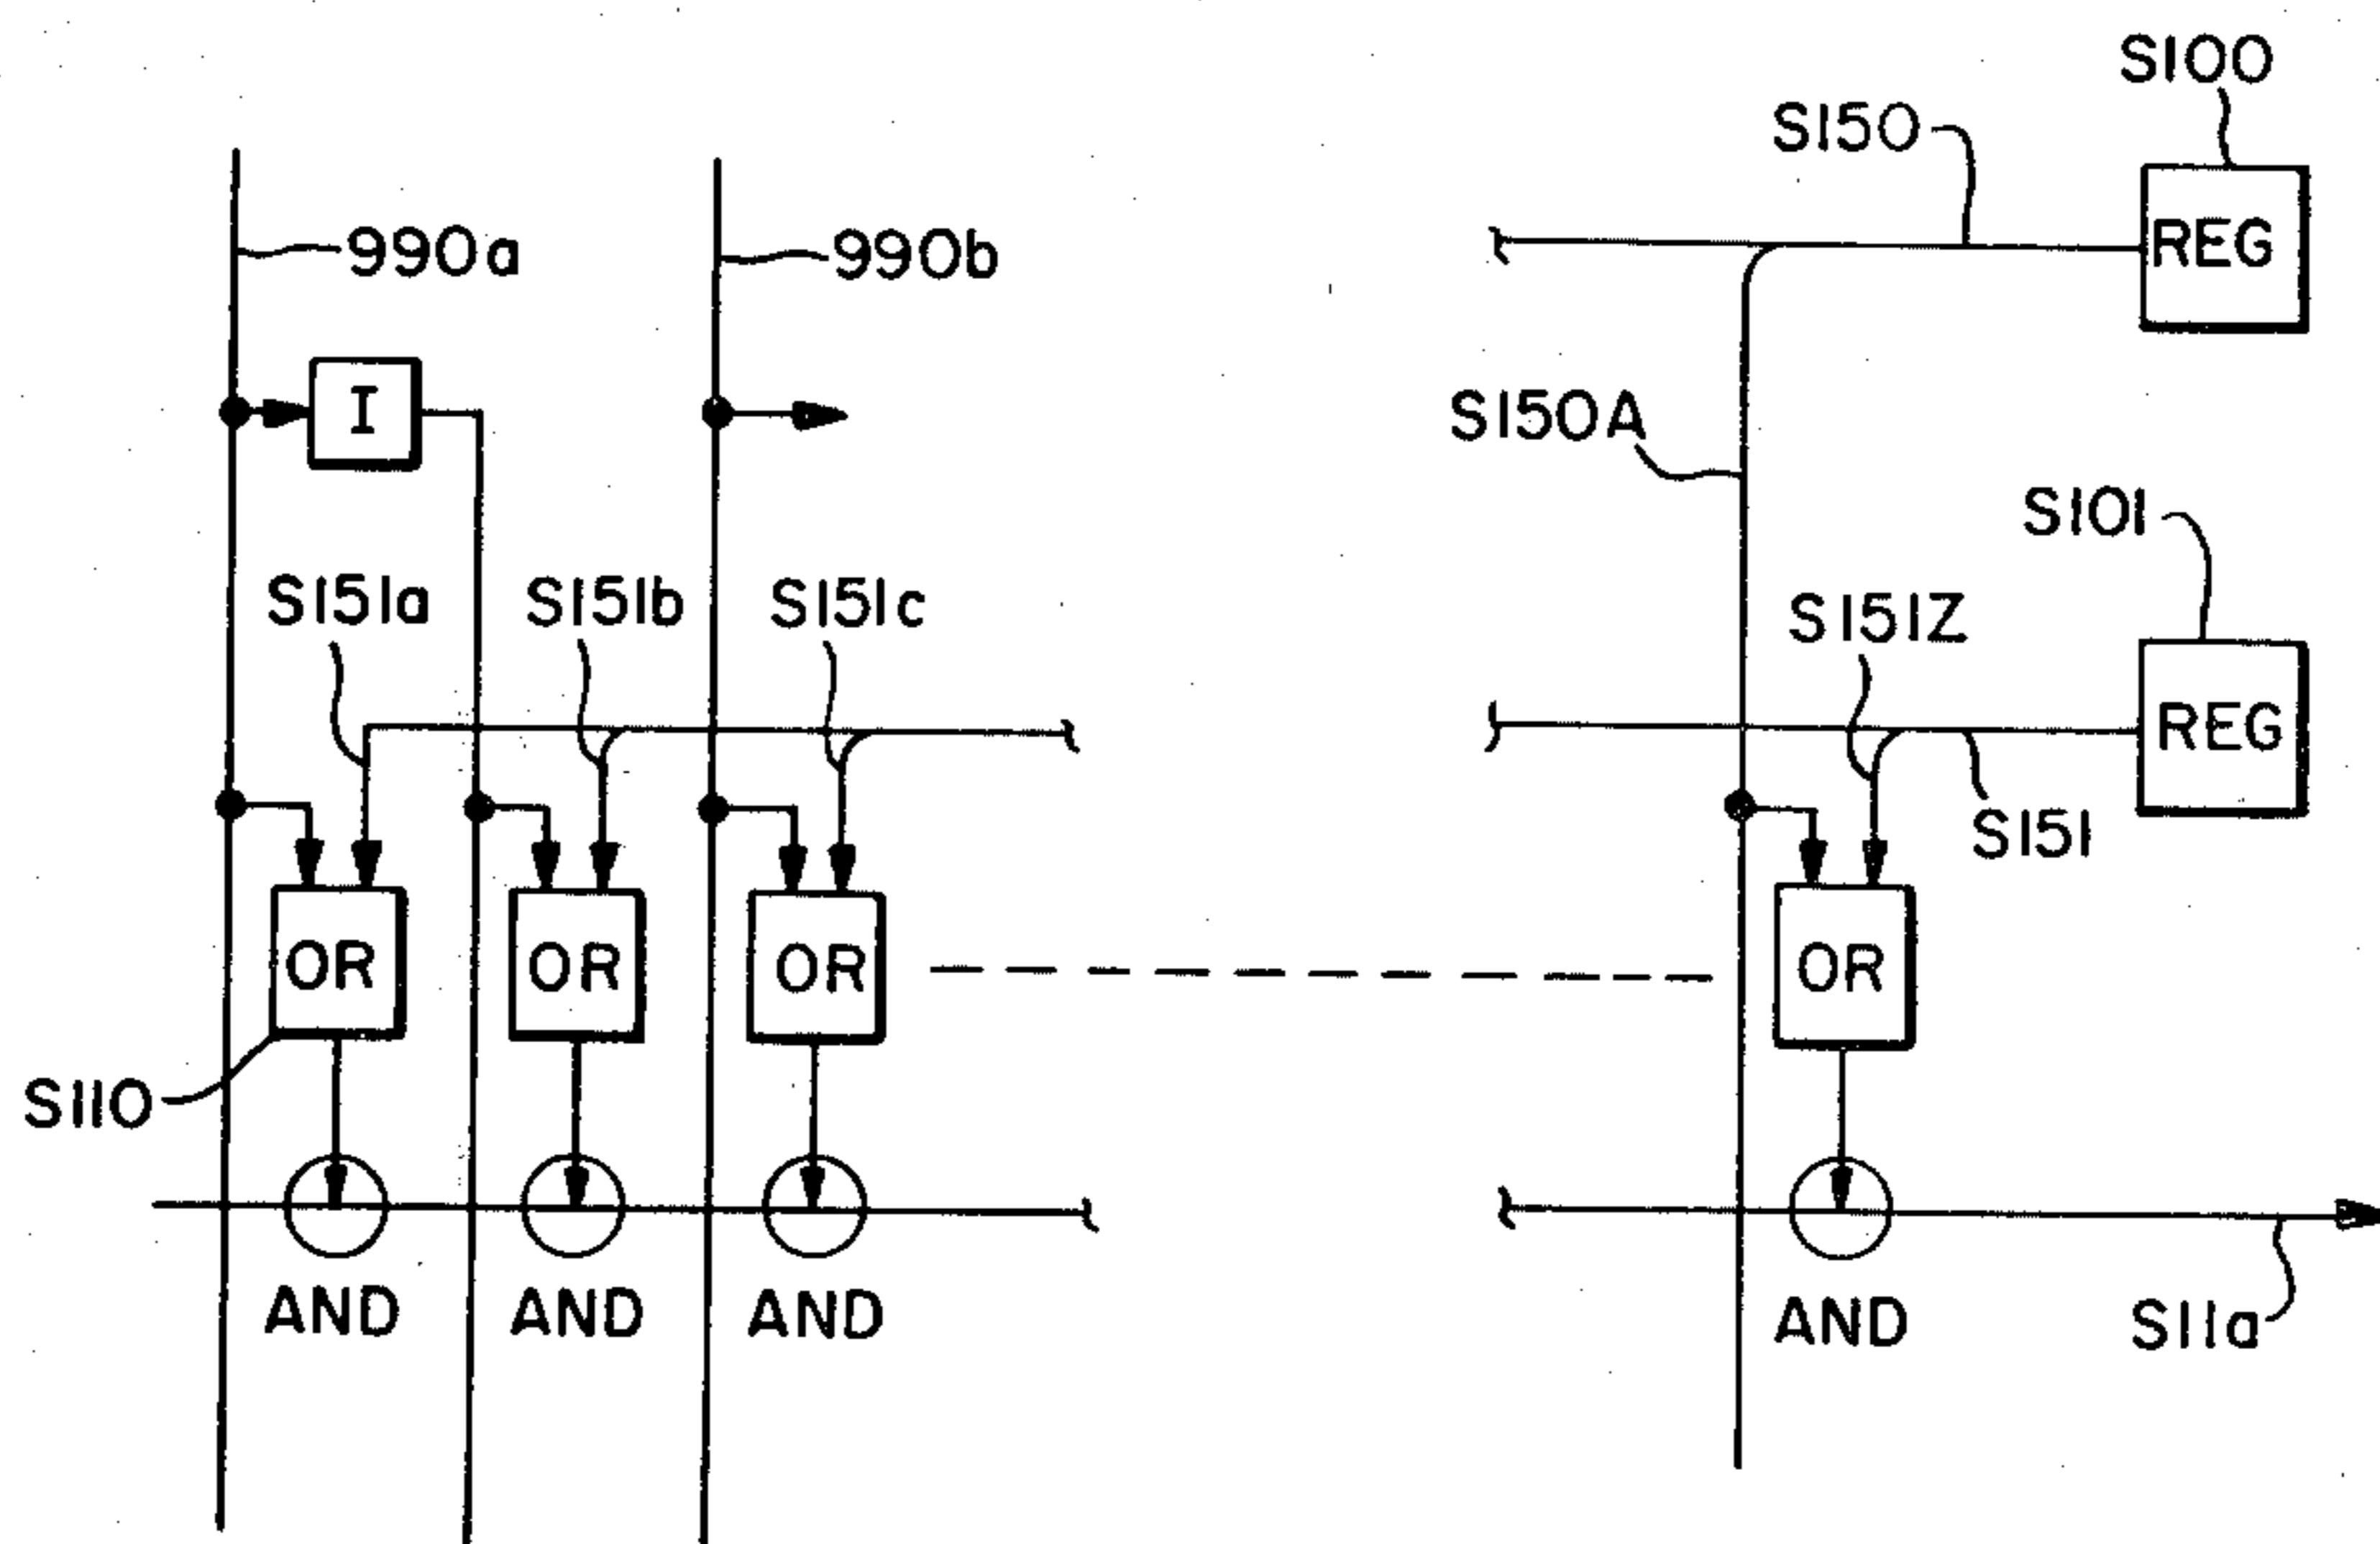 S100
S150
990a
990b
REG
I
S150A
S101
S151a
S151b
S151c
S151Z
REG
S151
OR
OR
OR
OR
S110
AND
AND
AND
AND
S11a